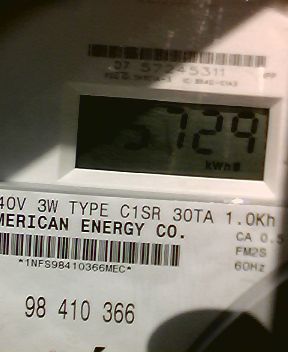 729
kWh
40V 3W TYPE C1SR 30TA 1.0Kh
MERICAN ENERGY CO.
CA 0.5
*1NFS98410366MEC*
FM2S
60Hz
98 410 366